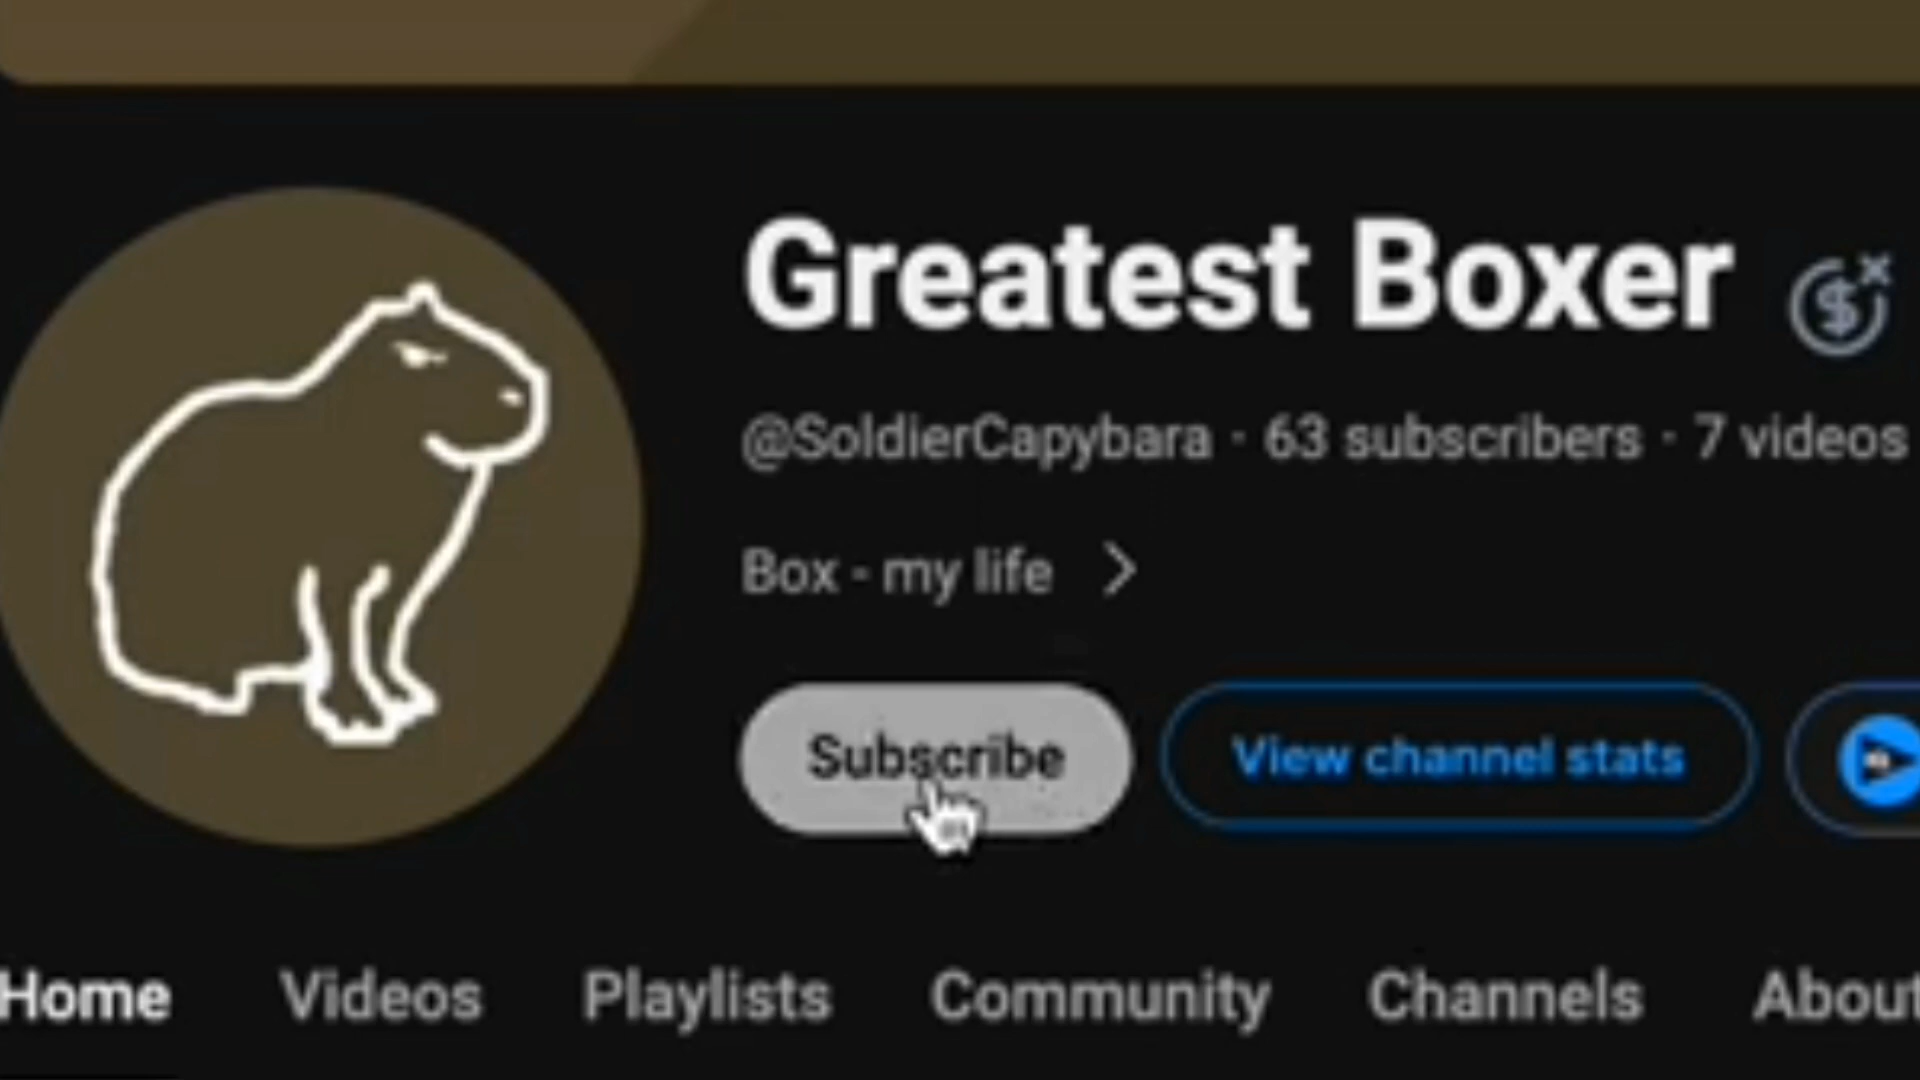 Greatest Boxer
@SoldierCapybara · 63 subscribers · 7 videos
Box - my life
Subscribe
View channel stats
Home Videos Playlists Community Channels About